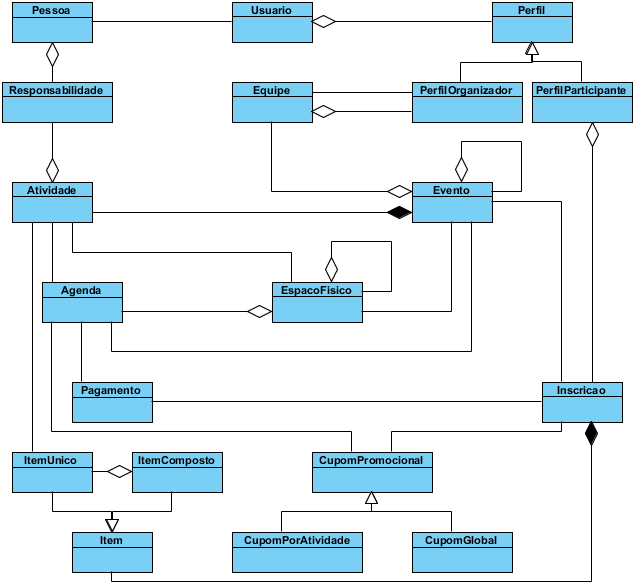 Pessoa
Usuario
Perfil
Responsabilidade
Equipe
PerfilOrganizador
PerfilParticipante
Atividade
Evento
Agenda
EspacoFisico
Pagamento
Inscricao
ItemUnico
ItemComposto
CupomPromocional
Item
CupomPorAtividade
CupomGlobal